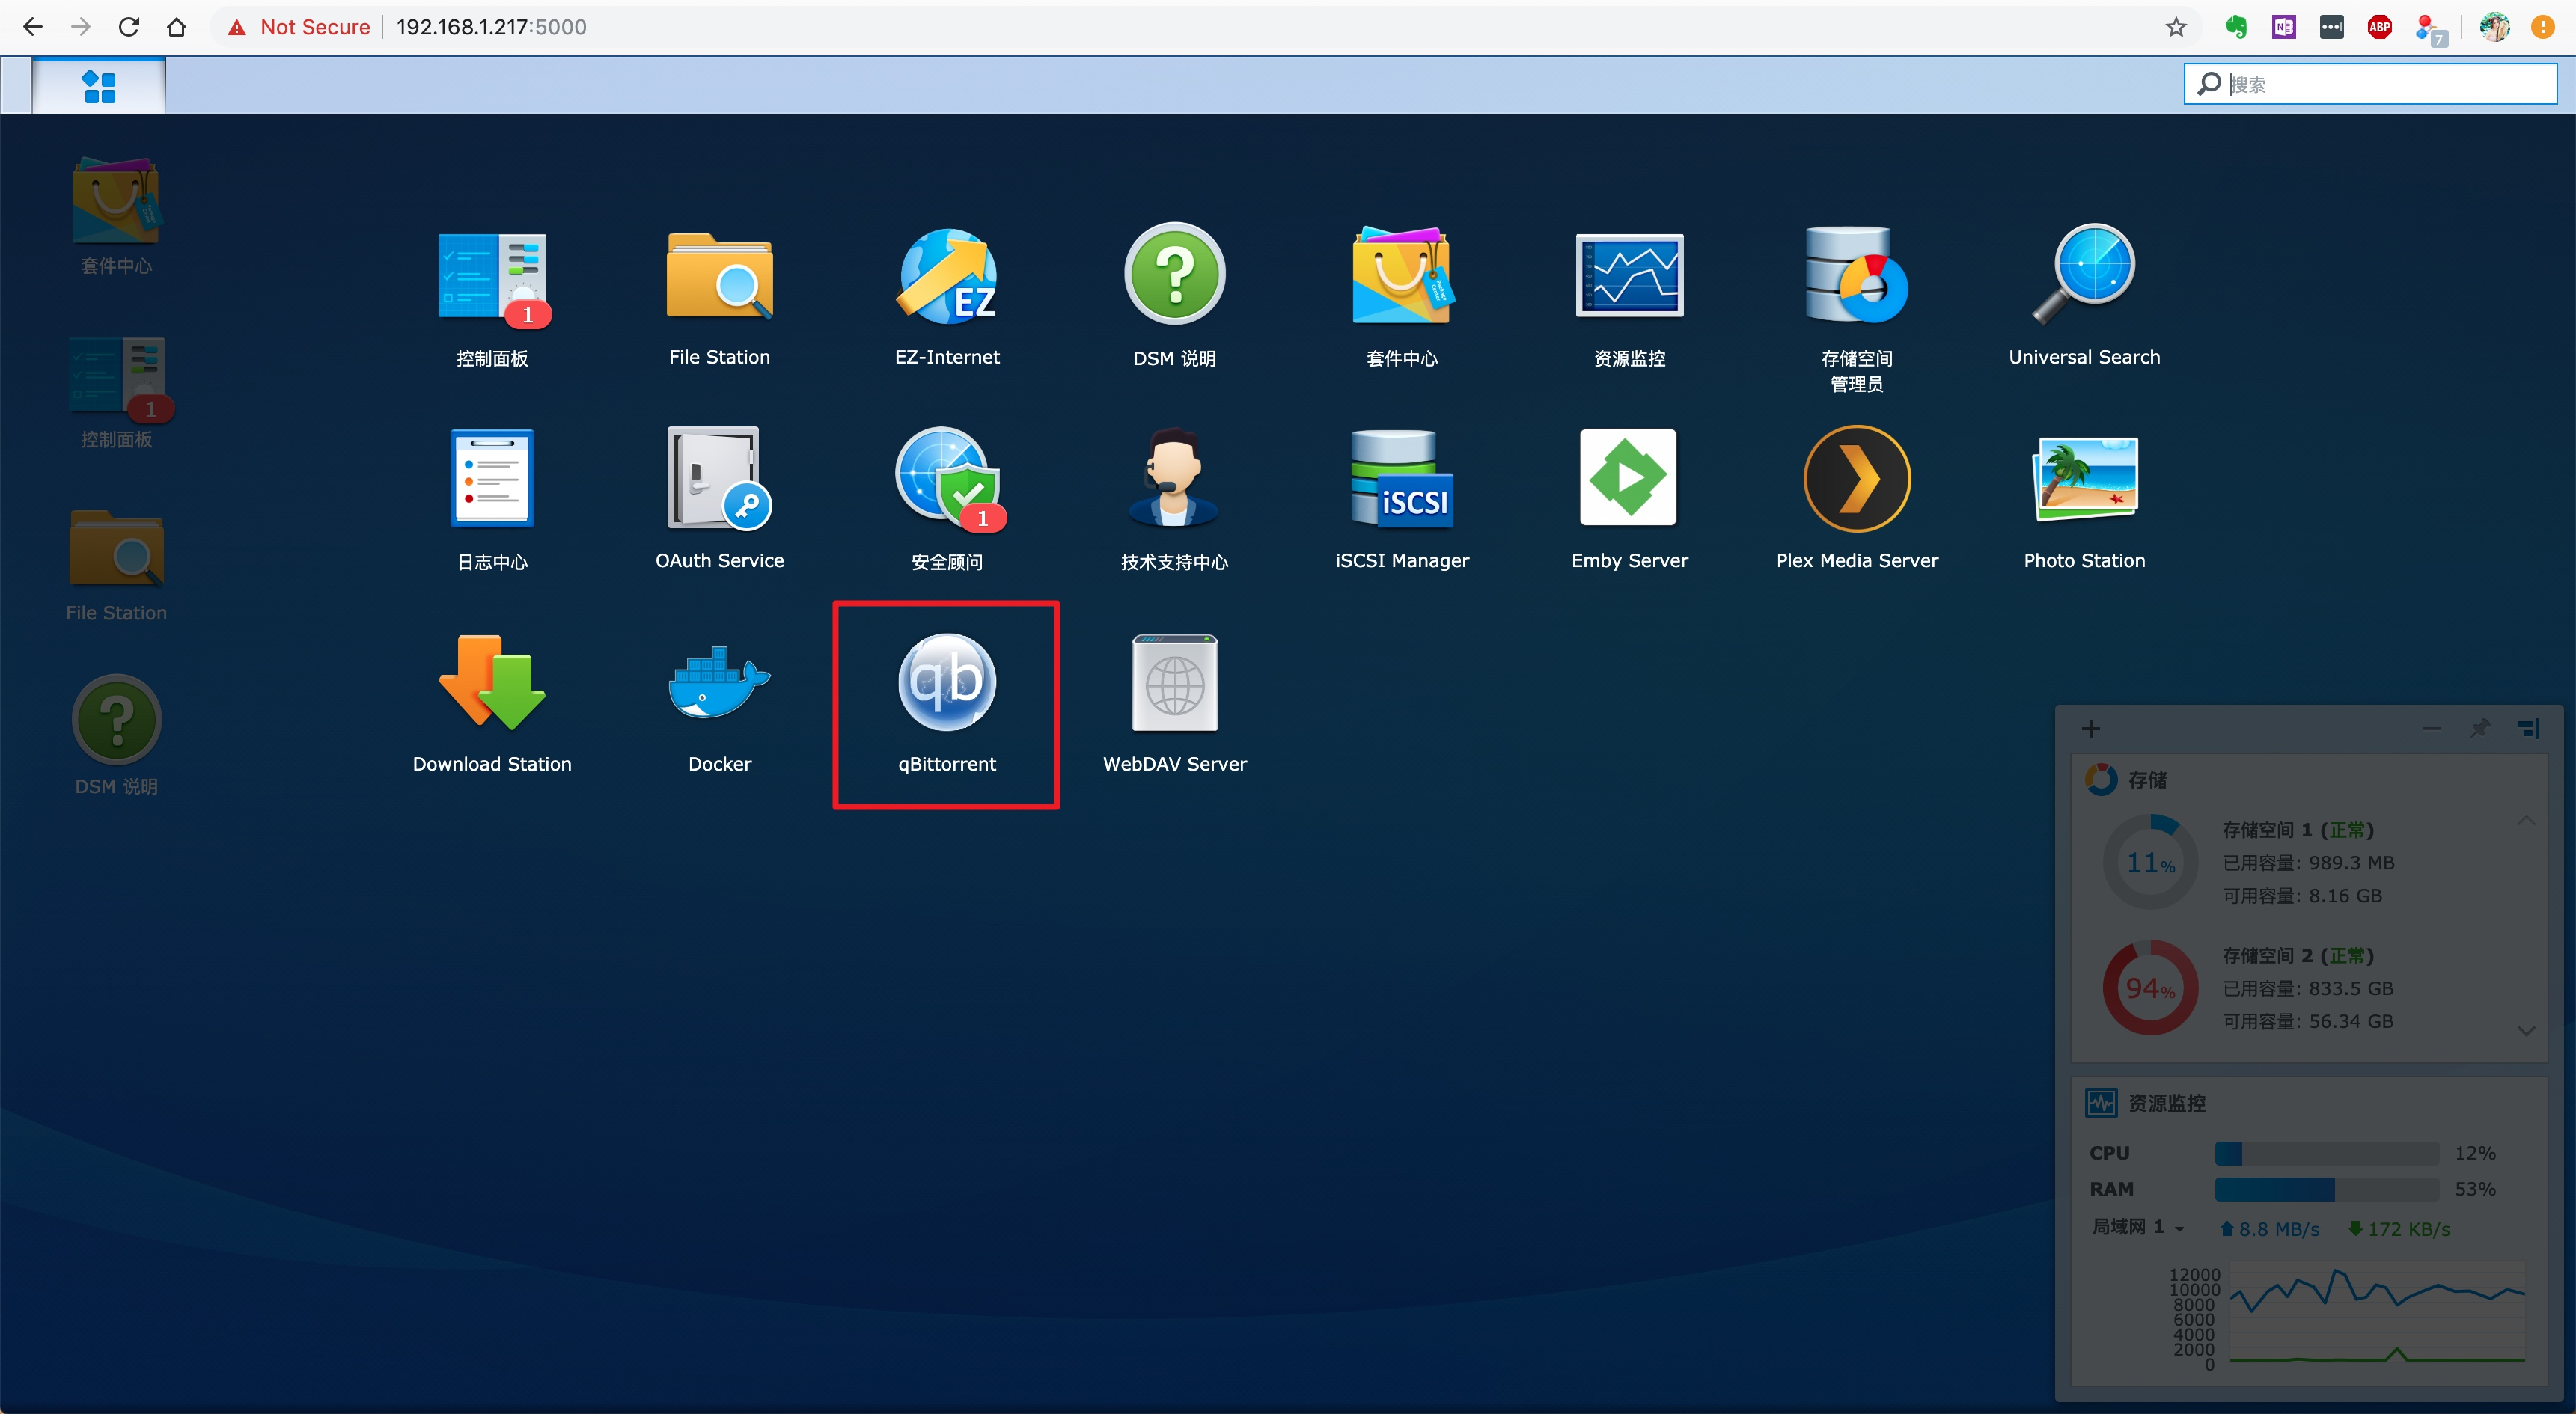 Not Secure
192.168.1.217:5000
ABP
7
搜索
套件中心
1
控制面板
File Station
DSM 说明
1
控制面板
File Station
EZ
EZ-Internet
DSM 说明
Package Center
套件中心
资源监控
存储空间
管理员
Universal Search
日志中心
OAuth Service
1
安全顾问
技术支持中心
iSCSI
iSCSI Manager
Emby Server
Plex Media Server
Photo Station
Download Station
Docker
qb
qBittorrent
WebDAV Server
存储
11%
存储空间 1 (正常)
已用容量: 989.3 MB
可用容量: 8.16 GB
94%
存储空间 2 (正常)
已用容量: 833.5 GB
可用容量: 56.34 GB
资源监控
CPU 12%
RAM 53%
局域网 1 8.8 MB/s 172 KB/s
12000
10000
8000
6000
4000
2000
0